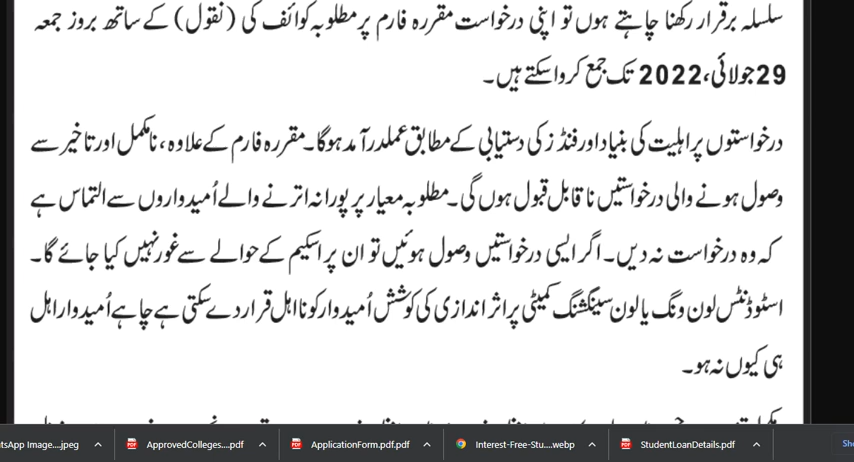 سلسلہ برقرار رکھنا چاہتے ہوں تو اپنی درخواست مقررہ فارم پر مطلوبہ کوائف کی (نقول) کے ساتھ بروز جمعہ
29 جولائی، 2022 تک جمع کرواسکتے ہیں۔
درخواستوں پر اہلیت کی بنیاد اور فنڈز کی دستیابی کے مطابق عملدرآمد ہوگا۔ مقررہ فارم کے علاوہ، نامکمل اور تاخیر سے
وصول ہونے والی درخواستیں ناقابل قبول ہوں گی۔ مطلوبہ معیار پر پورا نہ اترنے والے اُمیدواروں سے التماس ہے
کہ وہ درخواست نہ دیں۔ اگر ایسی درخواستیں وصول ہوئیں تو ان پر اسکیم کے حوالے سے غور نہیں کیا جائے گا۔
اسٹوڈنٹس لون ونگ یا لون سینگشنگ کمیٹی پر اثر اندازی کی کوشش اُمیدوار کو نااہل قرار دے سکتی ہے چاہے اُمیدوار اہل
ہی کیوں نہ ہو۔
tsApp Image....jpeg
ApprovedColleges....pdf
ApplicationForm.pdf.pdf
Interest-Free-Stu....webp
StudentLoanDetails.pdf